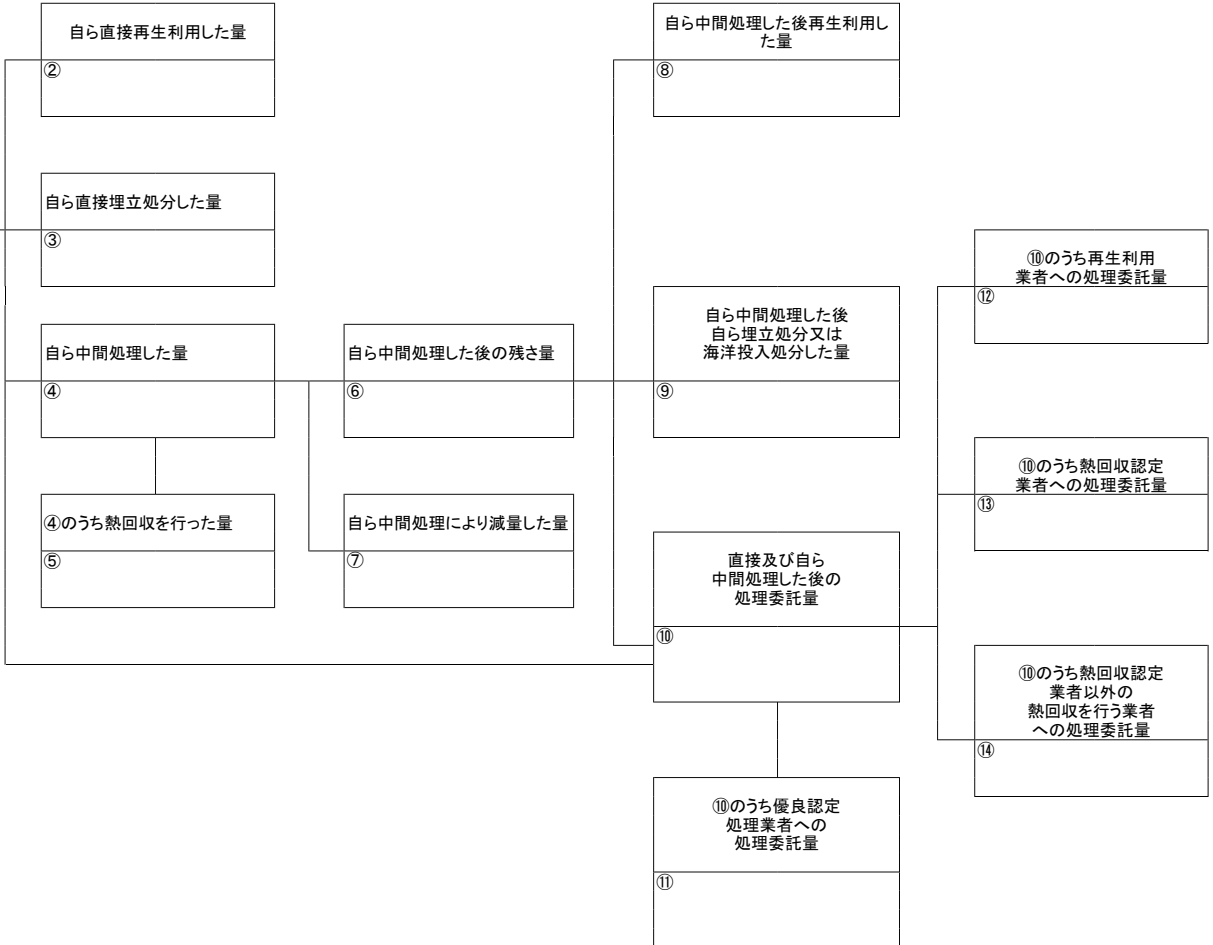 自ら直接再生利用した量
②
自ら直接埋立処分した量
③
自ら中間処理した量
④
④のうち熱回収を行った量
⑤
自ら中間処理した後の残さ量
⑥
自ら中間処理により減量した量
⑦
自ら中間処理した後再生利用し
た量
⑧
自ら中間処理した後
自ら埋立処分又は
海洋投入処分した量
⑨
直接及び自ら
中間処理した後の
処理委託量
⑩
⑩のうち優良認定
処理業者への
処理委託量
⑪
⑩のうち再生利用
業者への処理委託量
⑫
⑩のうち熱回収認定
業者への処理委託量
⑬
⑩のうち熱回収認定
業者以外の
熱回収を行う業者
への処理委託量
⑭